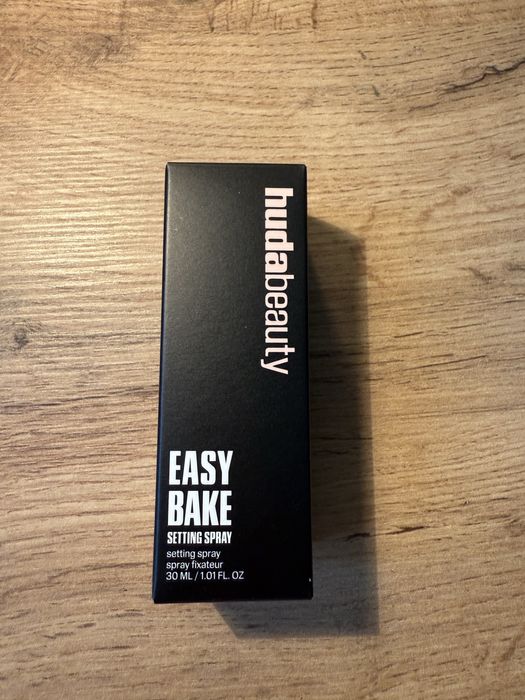 hudabeauty
EASY
BAKE
SETTING SPRAY
setting spray
spray fixateur
30 ML / 1.01 FL. OZ